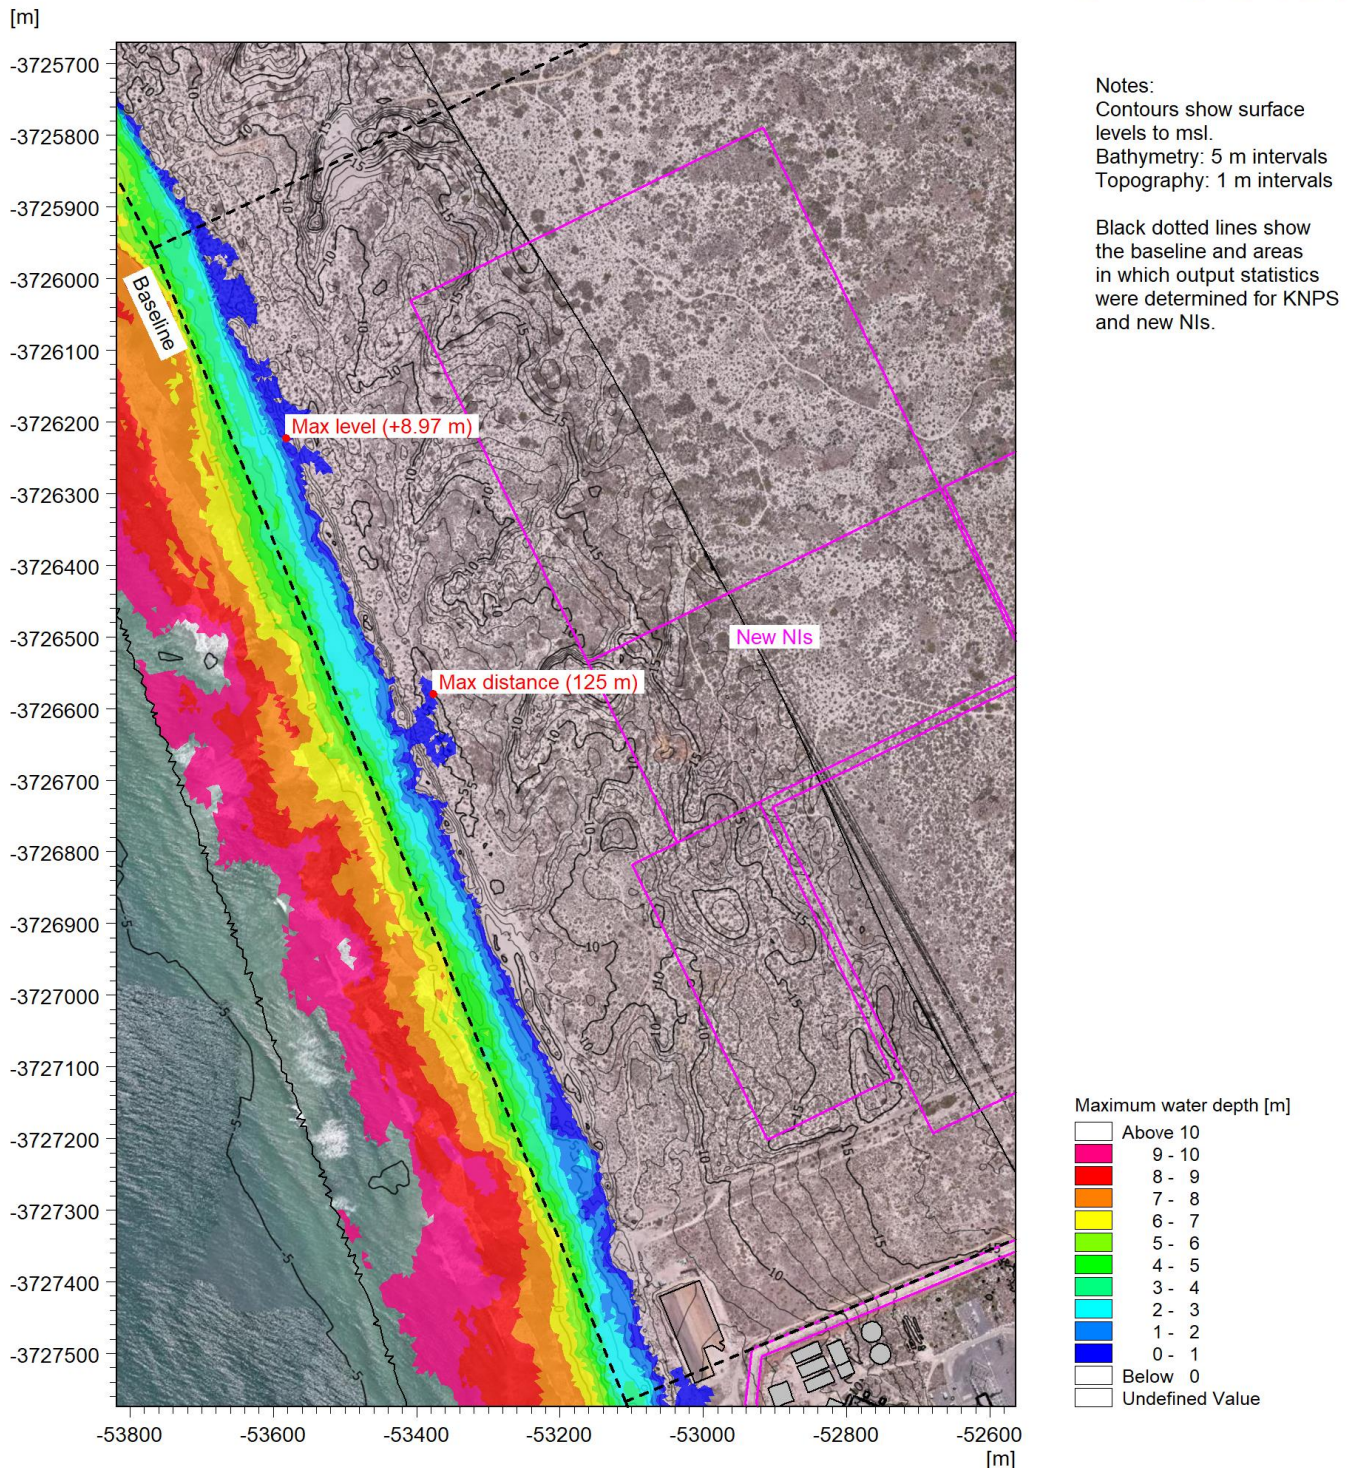 [m]
-3725700
-3725800
-3725900
-3726000
-3726100
-3726200
-3726300
-3726400
-3726500
-3726600
-3726700
-3726800
-3726900
-3727000
-3727100
-3727200
-3727300
-3727400
-3727500
-53800
-53600
-53400
-53200
-53000
-52800
-52600
[m]
Baseline
Max level (+8.97 m)
Max distance (125 m)
New NIs
Notes:
Contours show surface
levels to msl.
Bathymetry: 5 m intervals
Topography: 1 m intervals
Black dotted lines show
the baseline and areas
in which output statistics
were determined for KNPS
and new NIs.
Maximum water depth [m]
Above 10
9 - 10
8 - 9
7 - 8
6 - 7
5 - 6
4 - 5
3 - 4
2 - 3
1 - 2
0 - 1
Below 0
Undefined Value